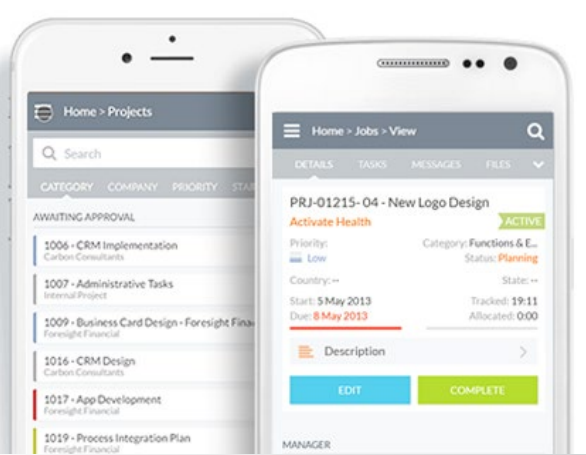 Home > Projects
Search
CATEGORY COMPANY PRIORITY
AWAITING APPROVAL
1006 - CRM Implementation
Carbon Consultants
1007 - Administrative Tasks
Internal Project
1009 - Business Card Design - Foresight
Foresight Financial
1016 - CRM Design
Carbon Consultants
1017 - App Development
Foresight Financial
1019 - Process Integration Plan
Foresight Financial
Home > Jobs > View
DETAILS TASKS MESSAGES FILES
PRJ-01215- 04 - New Logo Design
Activate Health ACTIVE
Priority: Category: Functions & E...
Low Status: Planning
Country: -- State: --
Start: 5 May 2013 Tracked: 19:11
Due: 8 May 2013 Allocated: 0:00
Description
EDIT COMPLETE
MANAGER